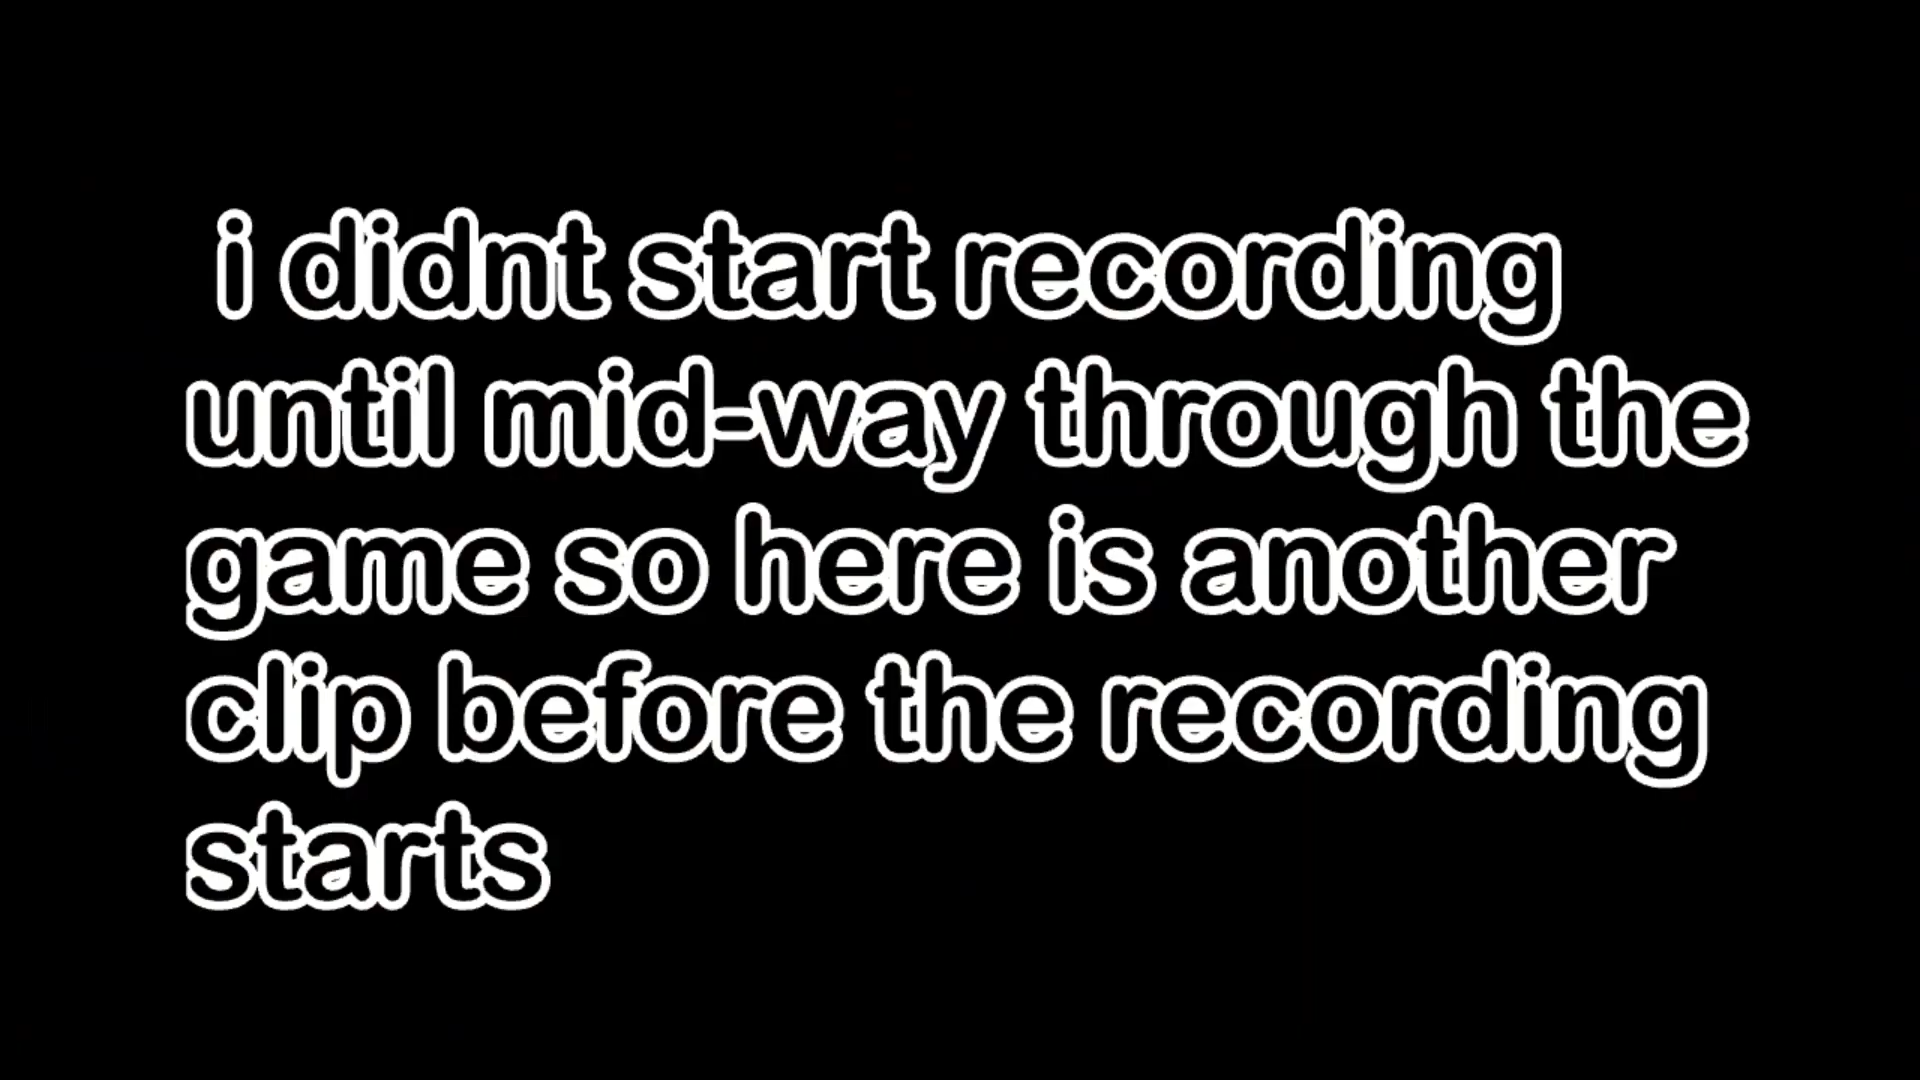 i didnt start recording
until mid-way through the
game so here is another
clip before the recording
starts